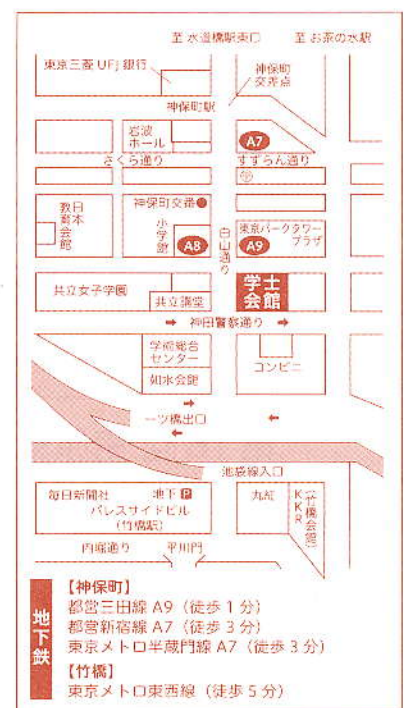 至 水道橋駅東口
至 お茶の水駅
東京三菱 UFJ 銀行
神保町
交差点
神保町駅
岩波
ホール
A7
さくら通り
すずらん通り
教育会館
日本
神保町交番
小学館
A8
白山通り
東京パークタワー
プラザ
A9
共立女子学園
共立講堂
学士
会館
神田警察通り
学術総合
センター
如水会館
コンビニ
一ツ橋出口
池袋線入口
毎日新聞社
地下 P
パレスサイドビル
(竹橋駅)
丸紅
KKR
(竹橋会館)
内堀通り
平川門
地下鉄
【神保町】
都営三田線 A9(徒歩 1 分)
都営新宿線 A7(徒歩 3 分)
東京メトロ半蔵門線 A7(徒歩 3 分)
【竹橋】
東京メトロ東西線(徒歩 5 分)